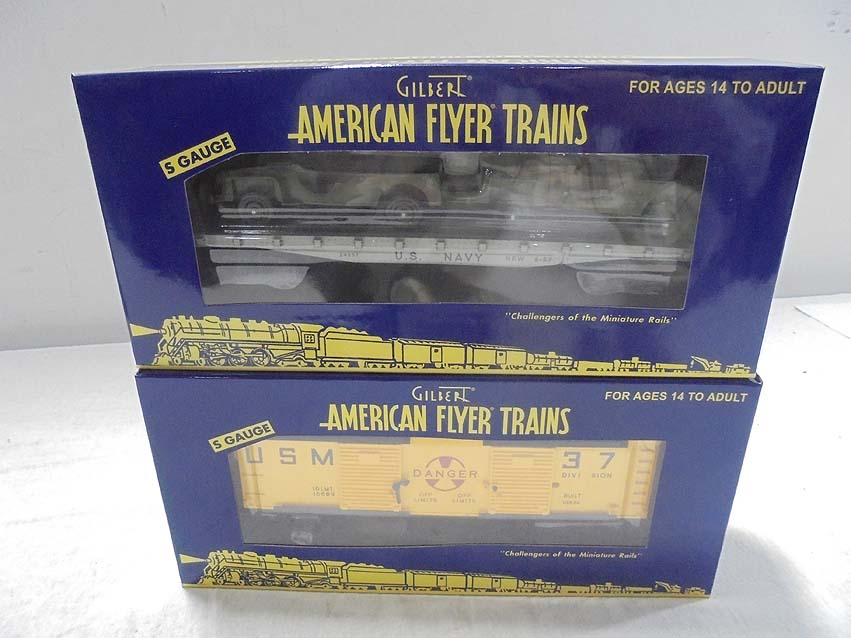 GILBERT
AMERICAN FLYER TRAINS
FOR AGES 14 TO ADULT
S GAUGE
U.S. NAVY NEW
"Challengers of the Miniature Rails"
GILBERT
AMERICAN FLYER TRAINS
FOR AGES 14 TO ADULT
S GAUGE
USM 37
DANGER
DIVISION
OFF LIMITS OFF LIMITS
BUILT
"Challengers of the Miniature Rails"